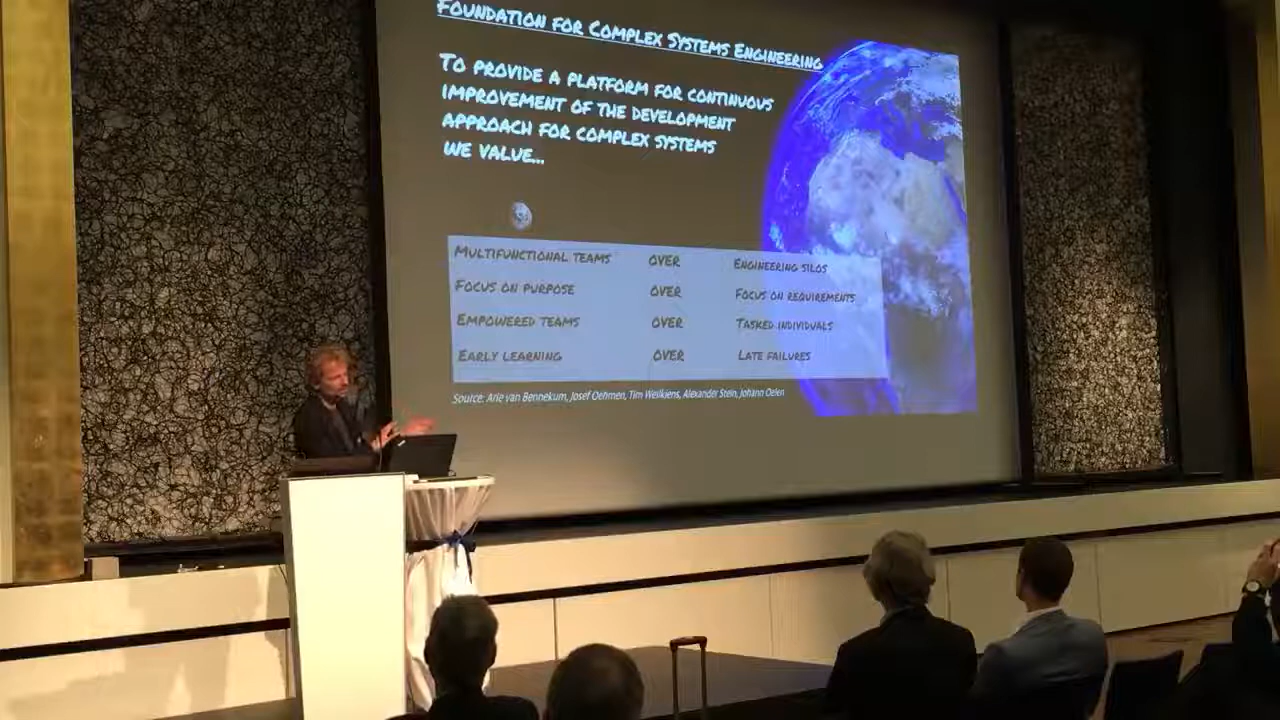 FOUNDATION FOR COMPLEX SYSTEMS ENGINEERING
TO PROVIDE A PLATFORM FOR CONTINUOUS
IMPROVEMENT OF THE DEVELOPMENT
APPROACH FOR COMPLEX SYSTEMS
WE VALUE...
MULTIFUNCTIONAL TEAMS OVER ENGINEERING SILOS
FOCUS ON PURPOSE OVER FOCUS ON REQUIREMENTS
EMPOWERED TEAMS OVER TASKED INDIVIDUALS
EARLY LEARNING OVER LATE FAILURES
Source: Arie van Bennekum, Josef Oehmen, Tim Weilkiens, Alexander Stein, Johann Oelen